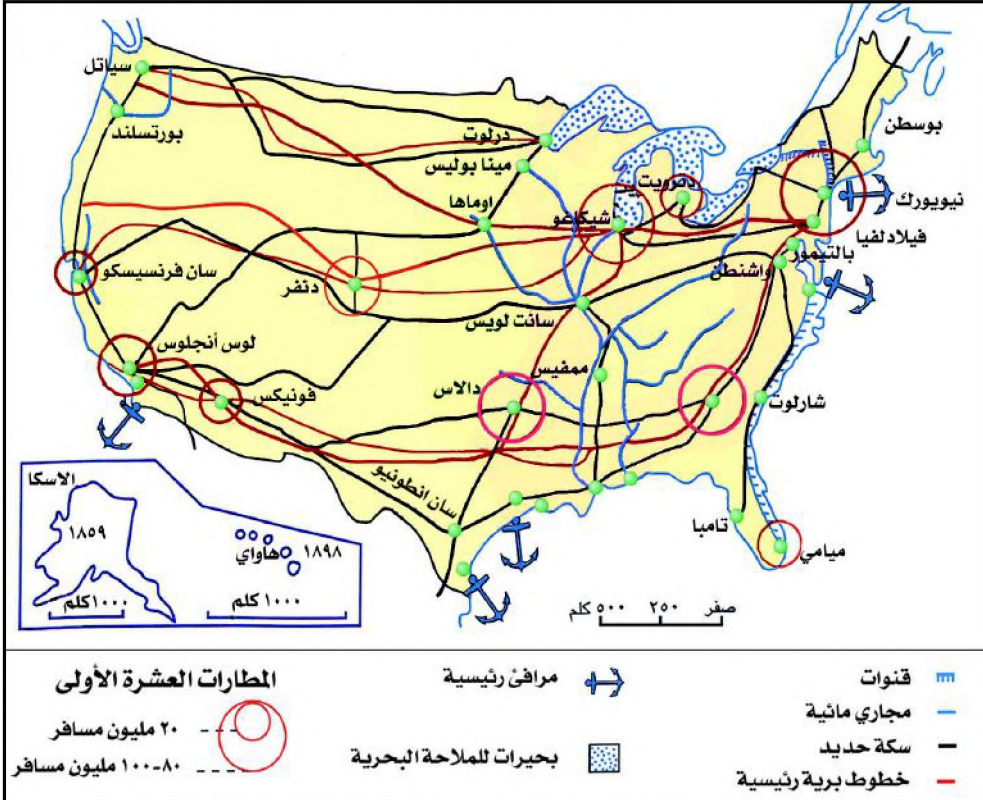 سياتل
بورتسلند
درلوت
مينا بوليس
بوسطن
نيويورك
فيلادلفيا
بالتيمور
واشنطن
دترويت
شيكاغو
اوماها
سان فرنسيسكو
دنفر
سانت لويس
لوس أنجلوس
فونيكس
دالاس
ممفيس
شارلوت
سان انطونيو
تامبا
ميامي
الاسكا
١٨٥٩
هاواي
١٨٩٨
١٠٠٠ كلم
١٠٠٠ كلم
صفر ٢٥٠ ٥٠٠ كلم
قنوات
مجاري مائية
سكة حديد
خطوط برية رئيسية
مرافئ رئيسية
بحيرات للملاحة البحرية
المطارات العشرة الأولى
٢٠ مليون مسافر
٨٠-١٠٠ مليون مسافر